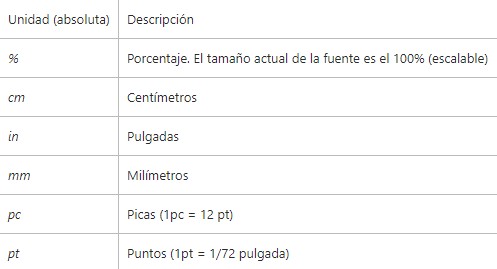 Unidad (absoluta) Descripción
% Porcentaje. El tamaño actual de la fuente es el 100% (escalable)
cm Centímetros
in Pulgadas
mm Milímetros
pc Picas (1pc = 12 pt)
pt Puntos (1pt = 1/72 pulgada)